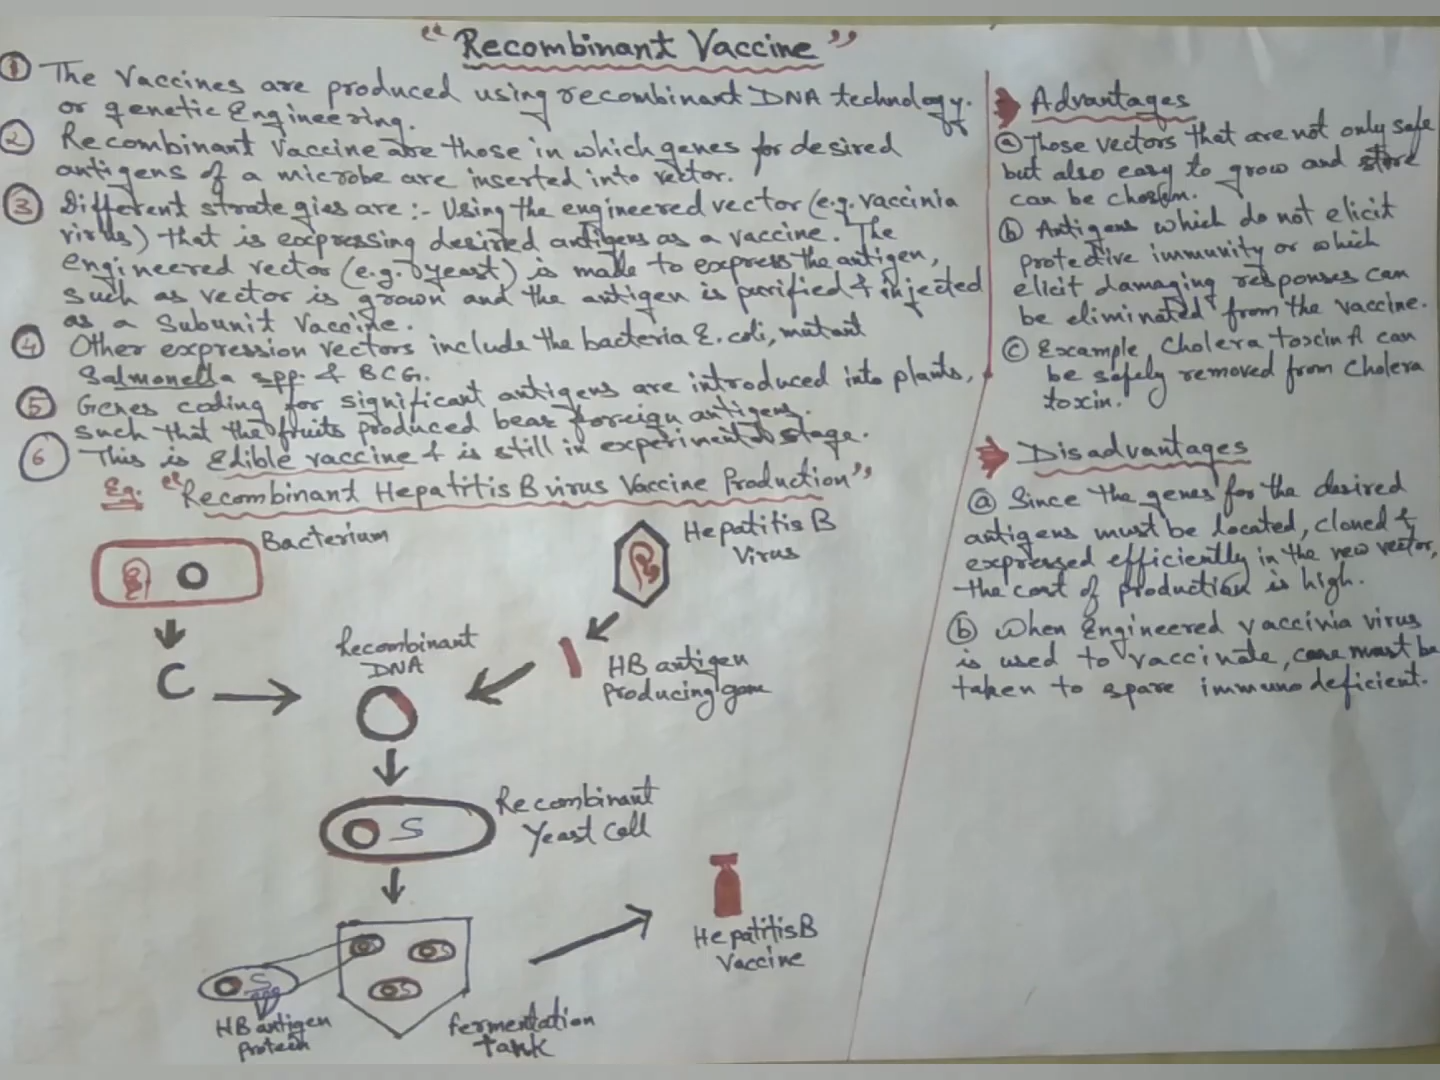 "Recombinant Vaccine"
① The Vaccines are produced using recombinant DNA technology.
or genetic Engineering.
② Recombinant Vaccine are those in which genes for desired
antigens of a microbe are inserted into vector.
③ Different strategies are :- Using the engineered vector (e.g. vaccinia
virus) that is expressing desired antigens as a vaccine. The
engineered vector (e.g. yeast) is made to express the antigen,
such as vector is grown and the antigen is purified & injected
as a Subunit Vaccine.
④ Other expression vectors include the bacteria E. coli, mutant
Salmonella spp. & BCG.
⑤ Genes coding for significant antigens are introduced into plants,
such that the fruits produced bear foreign antigens.
⑥ This is Edible vaccine & is still in experimental stage.
Eg. "Recombinant Hepatitis B virus Vaccine Production"
Bacterium
Hepatitis B
Virus
C
Recombinant
DNA
HB antigen
Producing gene
S
Recombinant
Yeast Cell
S
S
S
S
HB antigen
Protein
fermentation
tank
Hepatitis B
Vaccine
Advantages
ⓐ Those vectors that are not only safe
but also easy to grow and store
can be chosen.
ⓑ Antigens which do not elicit
protective immunity or which
elicit damaging responses can
be eliminated from the vaccine.
ⓒ Example Cholera toxin A can
be safely removed from Cholera
toxin.
Disadvantages
ⓐ Since the genes for the desired
antigens must be located, cloned &
expressed efficiently in the new vector,
the cost of production is high.
ⓑ When Engineered vaccinia virus
is used to vaccinate, care must be
taken to spare immunodeficient.